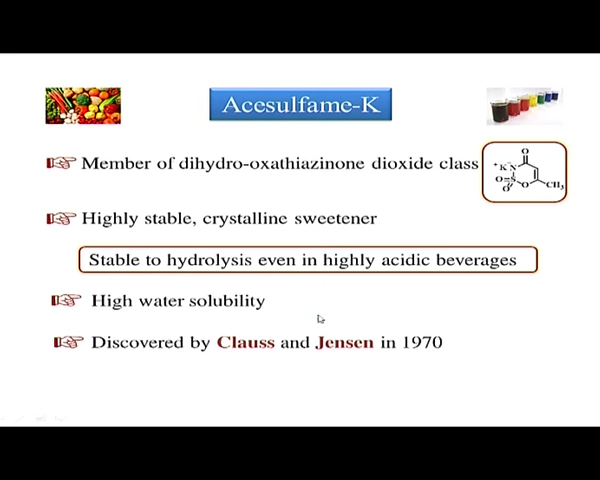 Acesulfame-K
Member of dihydro-oxathiazinone dioxide class
O
+ K N -
O=S O CH3
O
Highly stable, crystalline sweetener
Stable to hydrolysis even in highly acidic beverages
High water solubility
Discovered by Clauss and Jensen in 1970